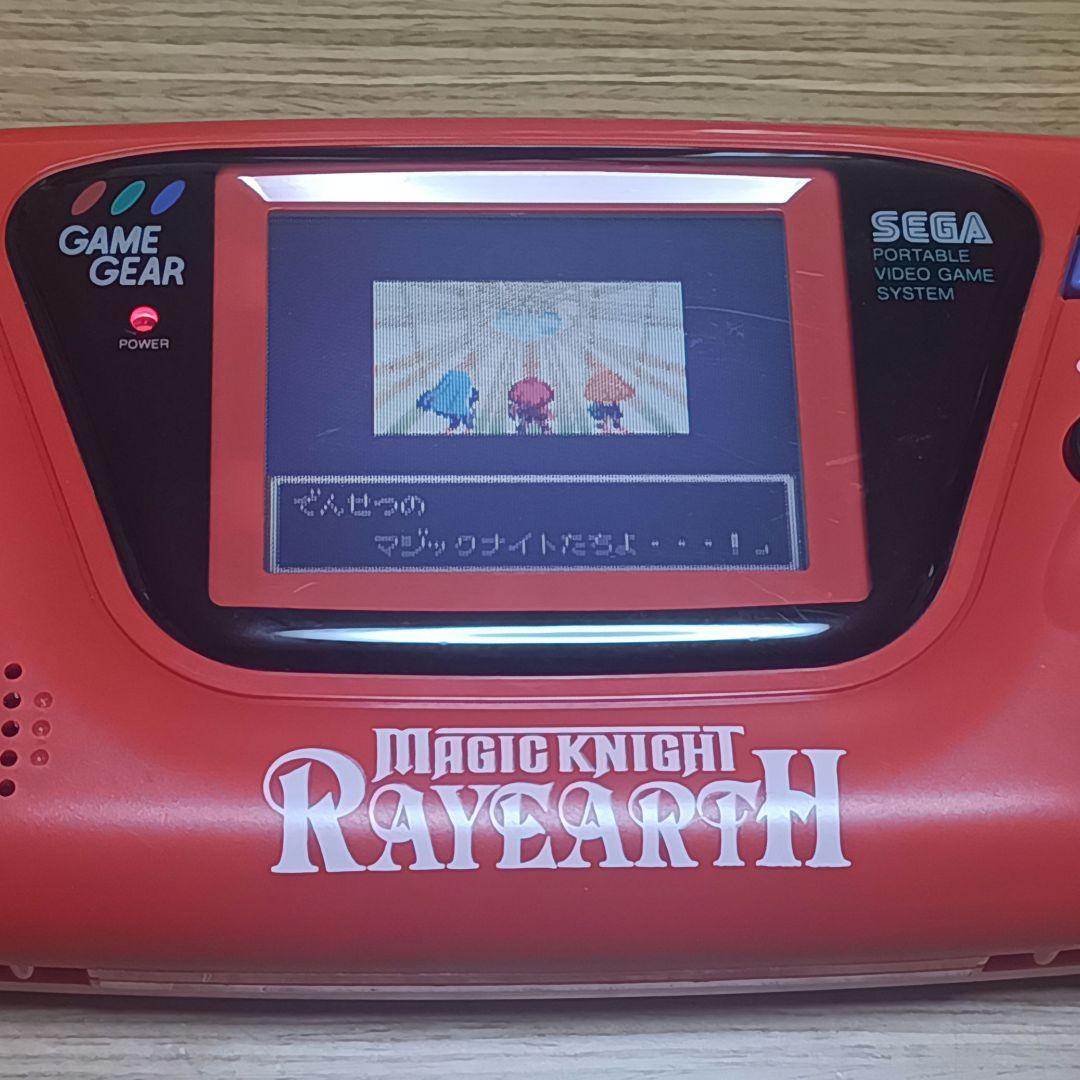 GAME
GEAR
POWER
SEGA
PORTABLE
VIDEO GAME
SYSTEM
でんせつの
マジックナイトたちよ・・・!」
MAGIC KNIGHT
RAYEARTH